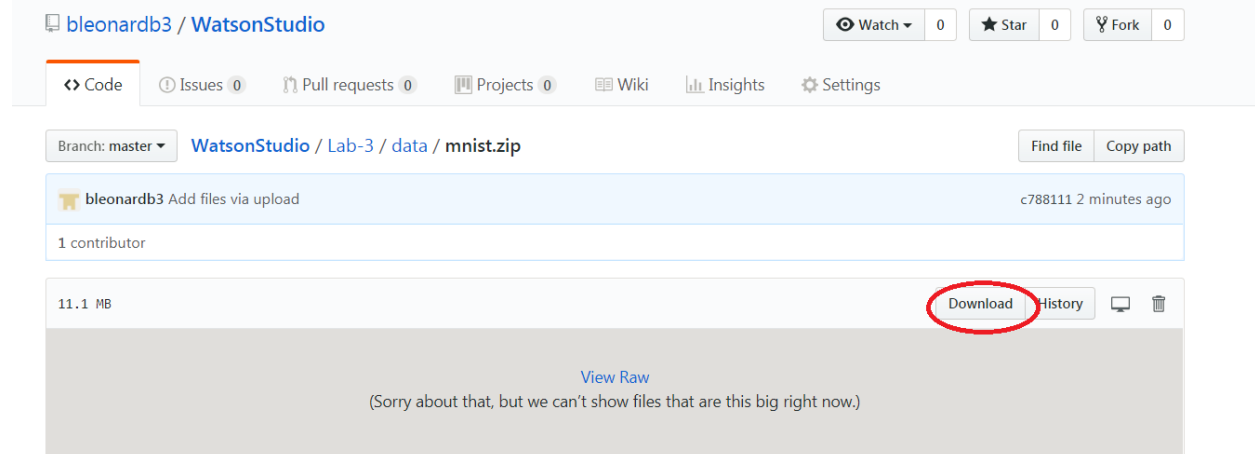 bleonardb3 / WatsonStudio
Watch 0 Star 0 Fork 0
Code Issues 0 Pull requests 0 Projects 0 Wiki Insights Settings
Branch: master WatsonStudio / Lab-3 / data / mnist.zip Find file Copy path
bleonardb3 Add files via upload c788111 2 minutes ago
1 contributor
11.1 MB Download History
View Raw
(Sorry about that, but we can't show files that are this big right now.)